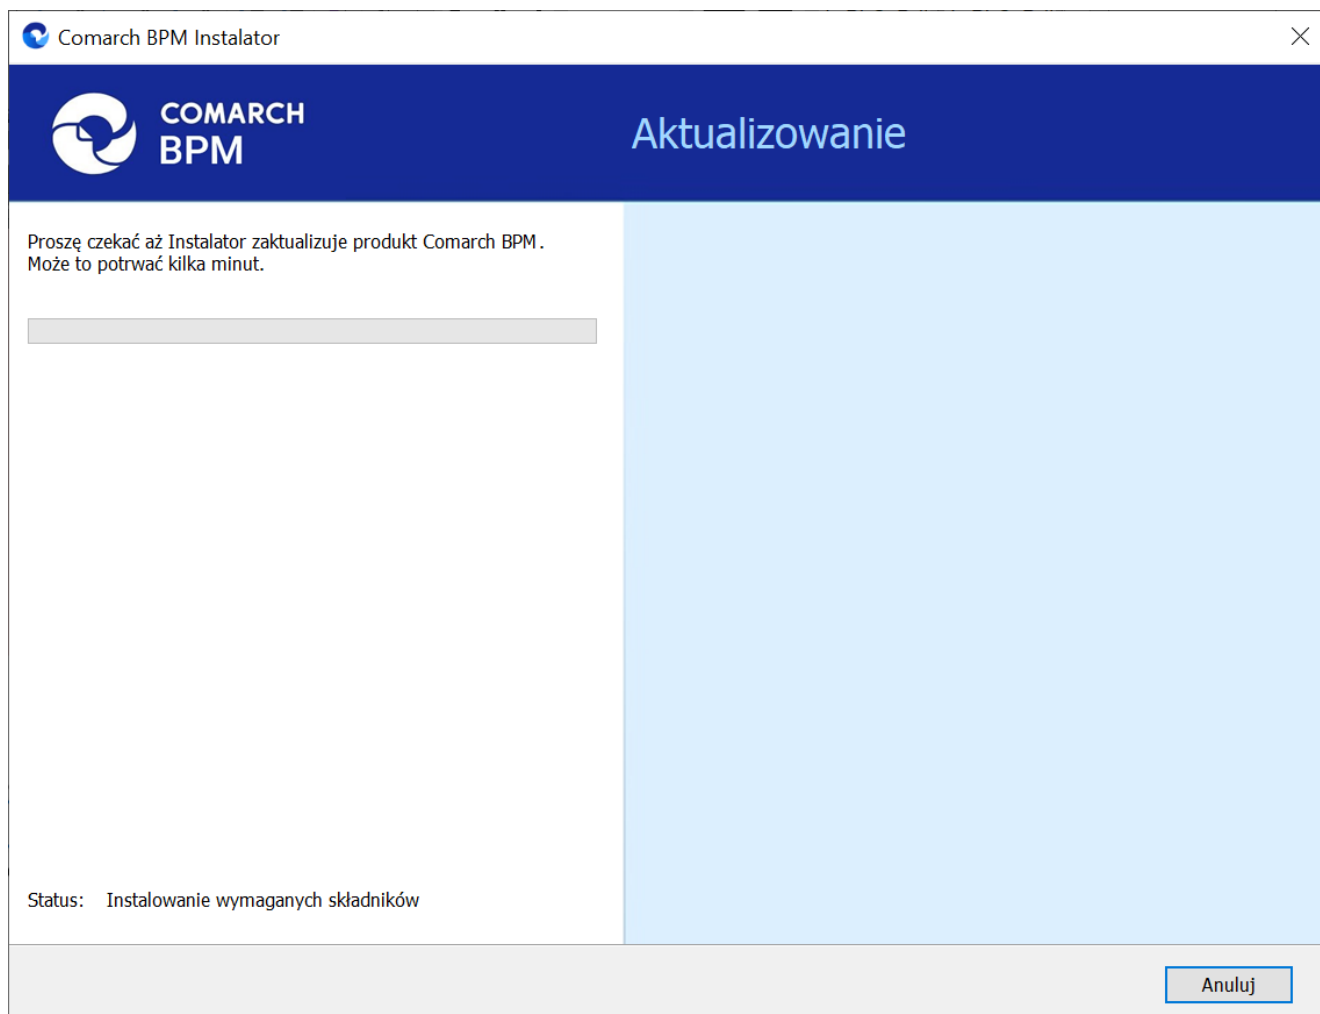 Comarch BPM Instalator
COMARCH
BPM
Aktualizowanie
Proszę czekać aż Instalator zaktualizuje produkt Comarch BPM.
Może to potrwać kilka minut.
Status: Instalowanie wymaganych składników
Anuluj